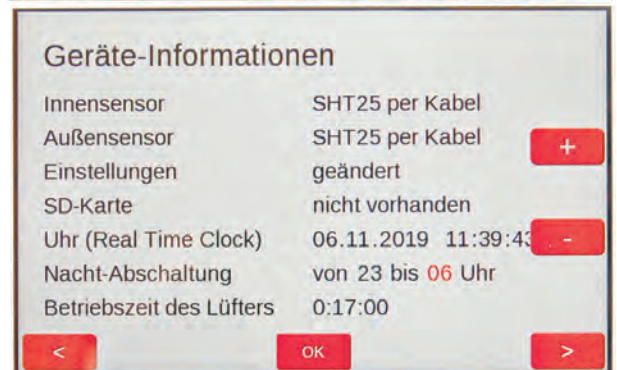 Geräte-Informationen
Innensensor SHT25 per Kabel
Außensensor SHT25 per Kabel
+
Einstellungen geändert
SD-Karte nicht vorhanden
Uhr (Real Time Clock) 06.11.2019 11:39:43
-
Nacht-Abschaltung von 23 bis 06 Uhr
Betriebszeit des Lüfters 0:17:00
< OK >